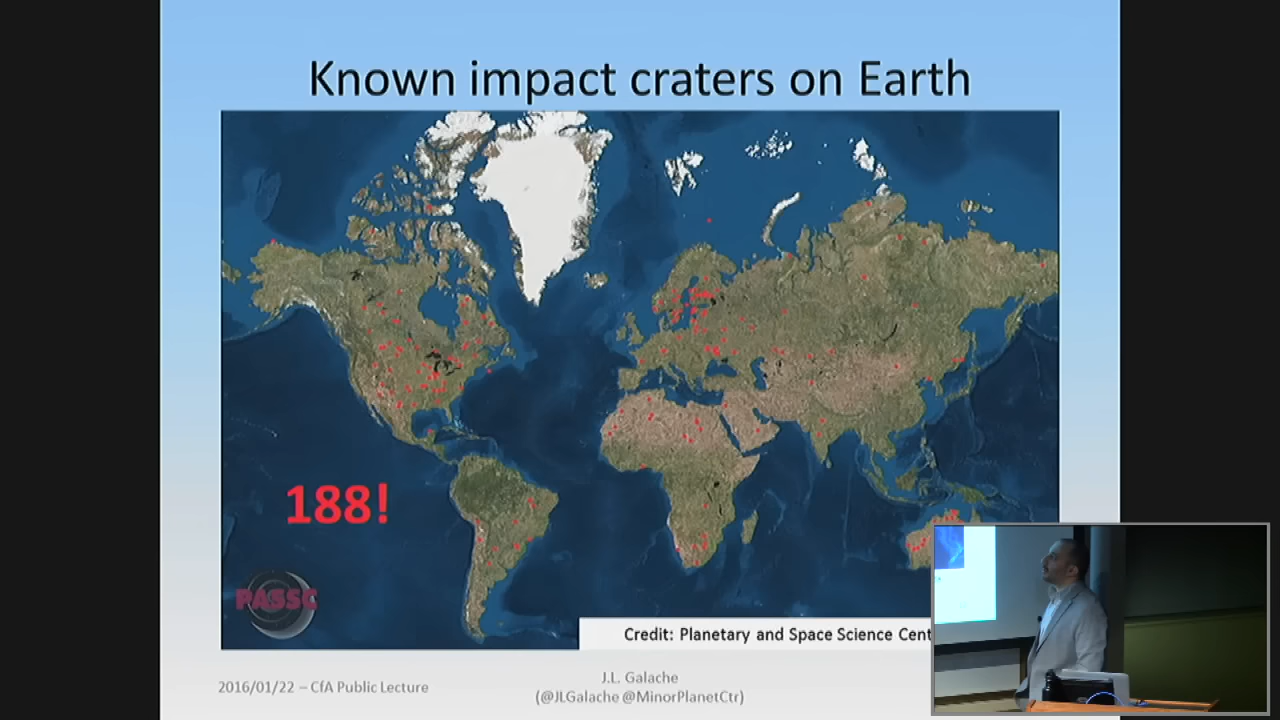 Known impact craters on Earth
188!
PASSC
Credit: Planetary and Space Science
2016/01/22 – CfA Public Lecture
J.L. Galache
(@JLGalache @MinorPlanetCtr)